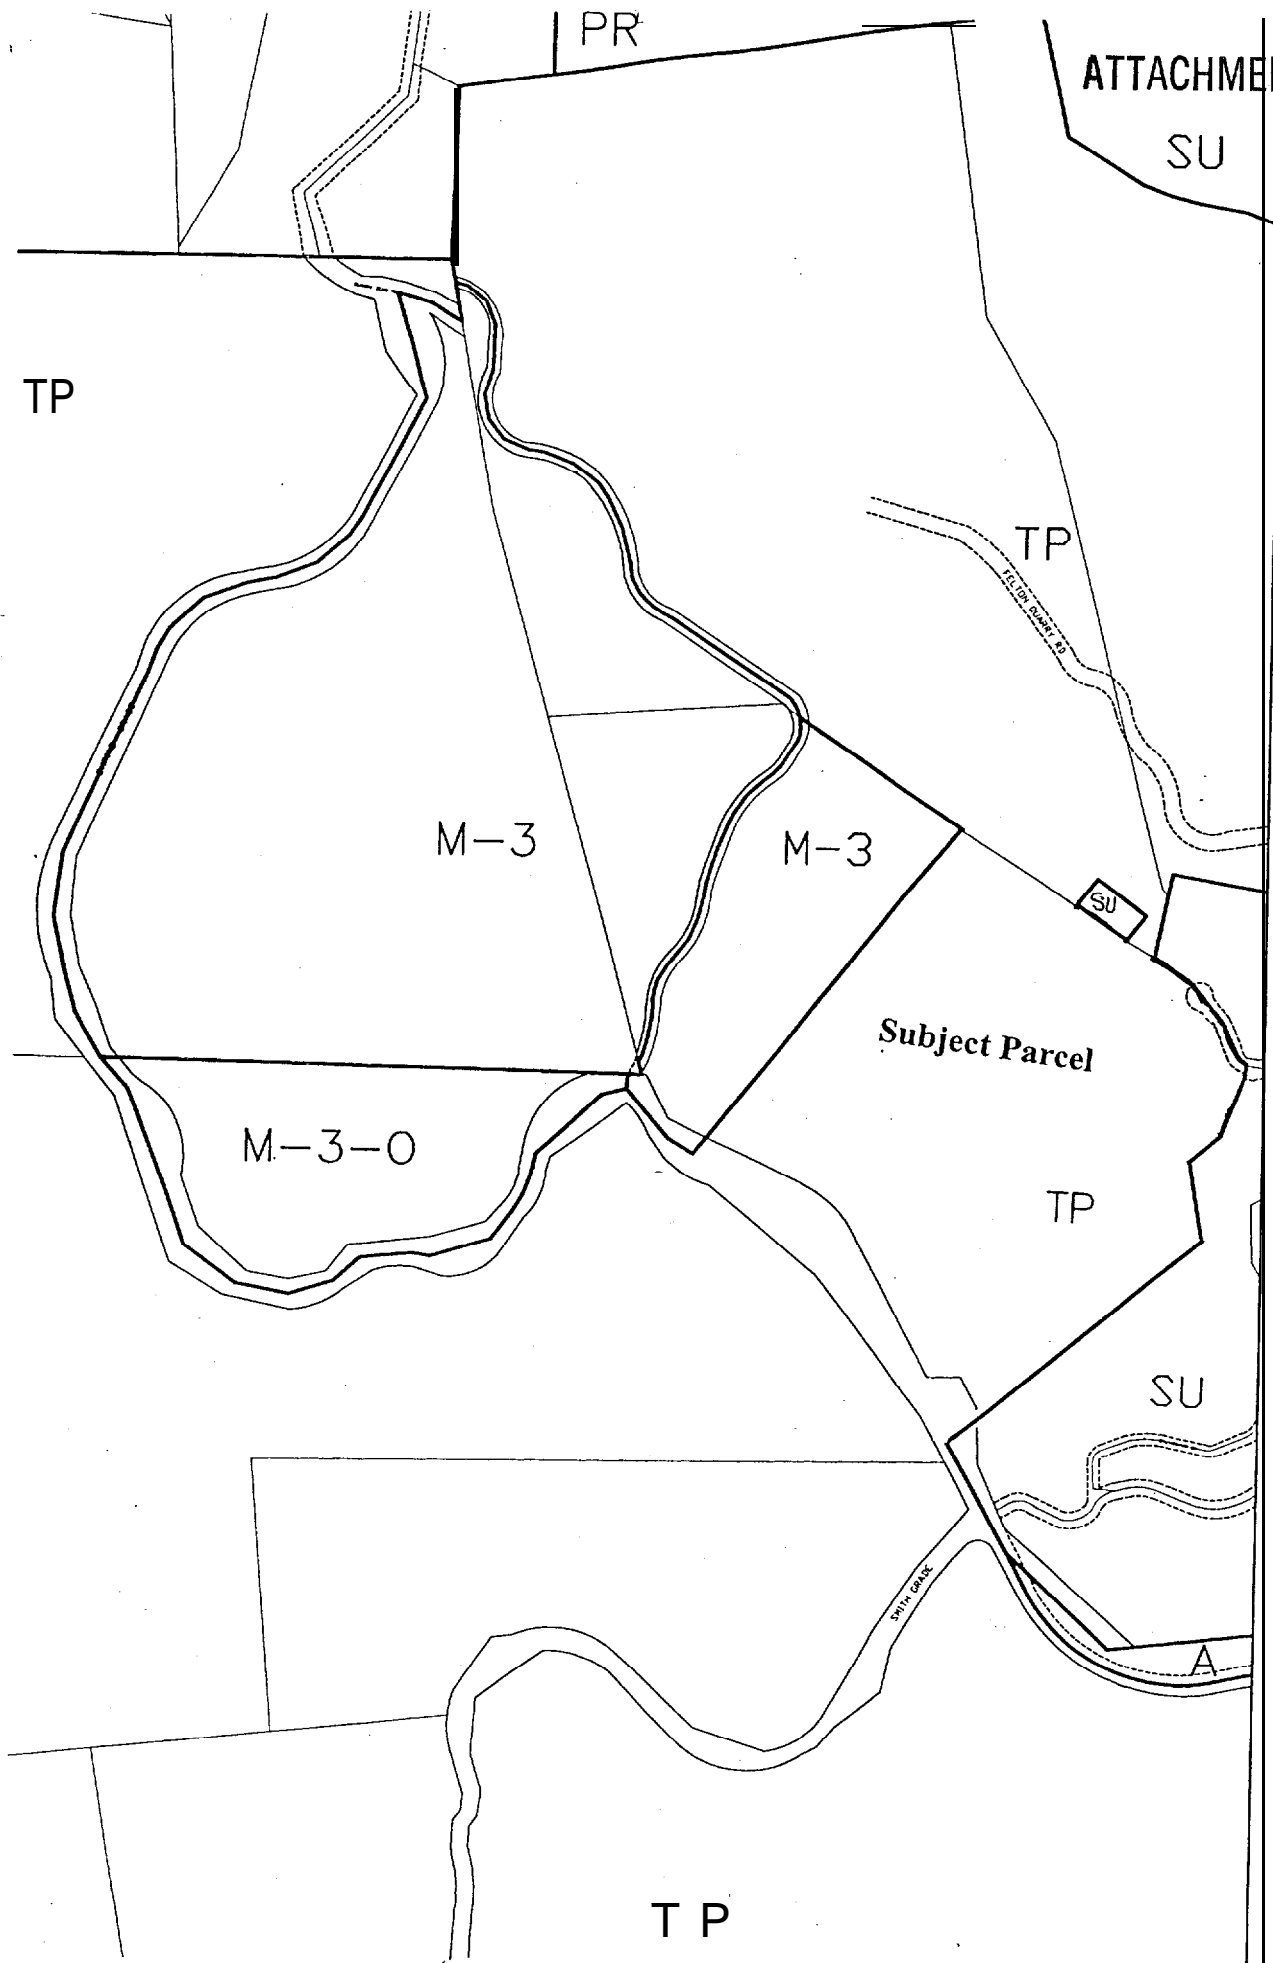 PR
ATTACHME
SU
TP
TP
FELTON QUARRY RD
M-3
M-3
SU
Subject Parcel
M-3-O
TP
SU
SMITH GRADE
A
T P